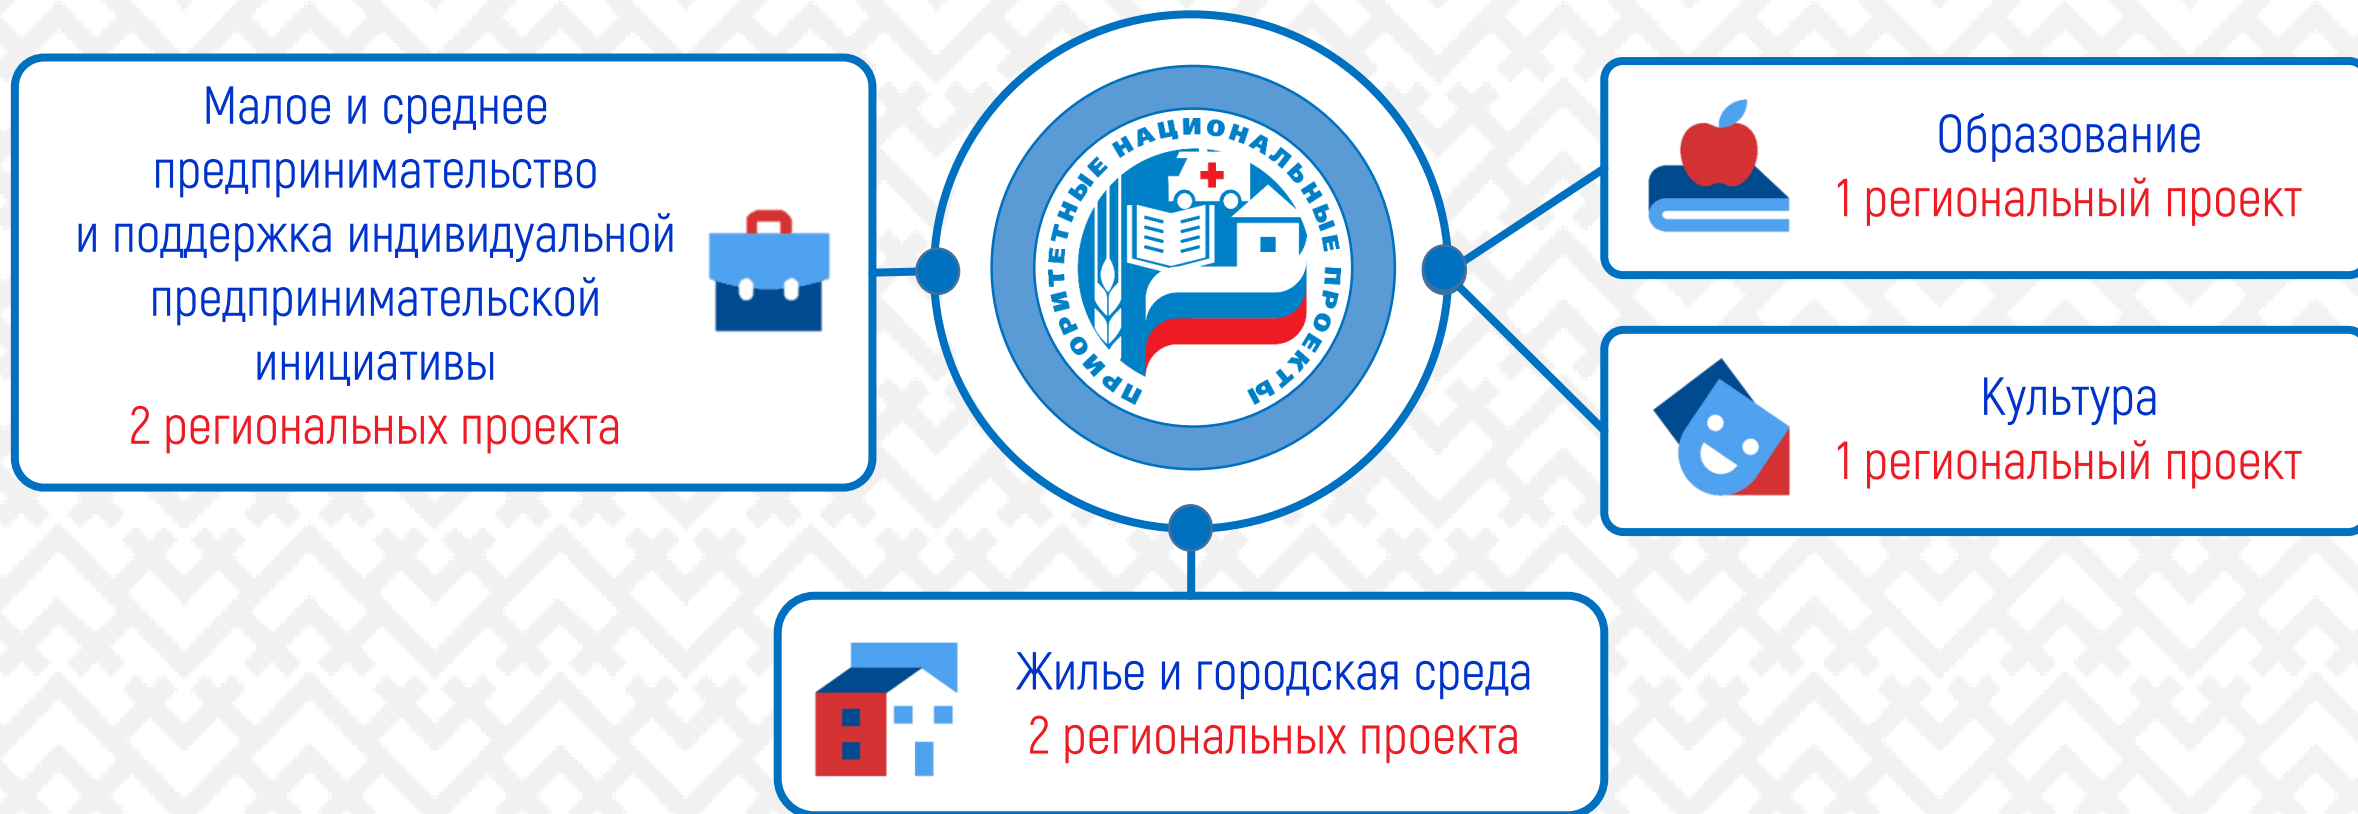 Малое и среднее
предпринимательство
и поддержка индивидуальной
предпринимательской
инициативы
2 региональных проекта
ПРИОРИТЕТНЫЕ НАЦИОНАЛЬНЫЕ ПРОЕКТЫ
Образование
1 региональный проект
Культура
1 региональный проект
Жилье и городская среда
2 региональных проекта